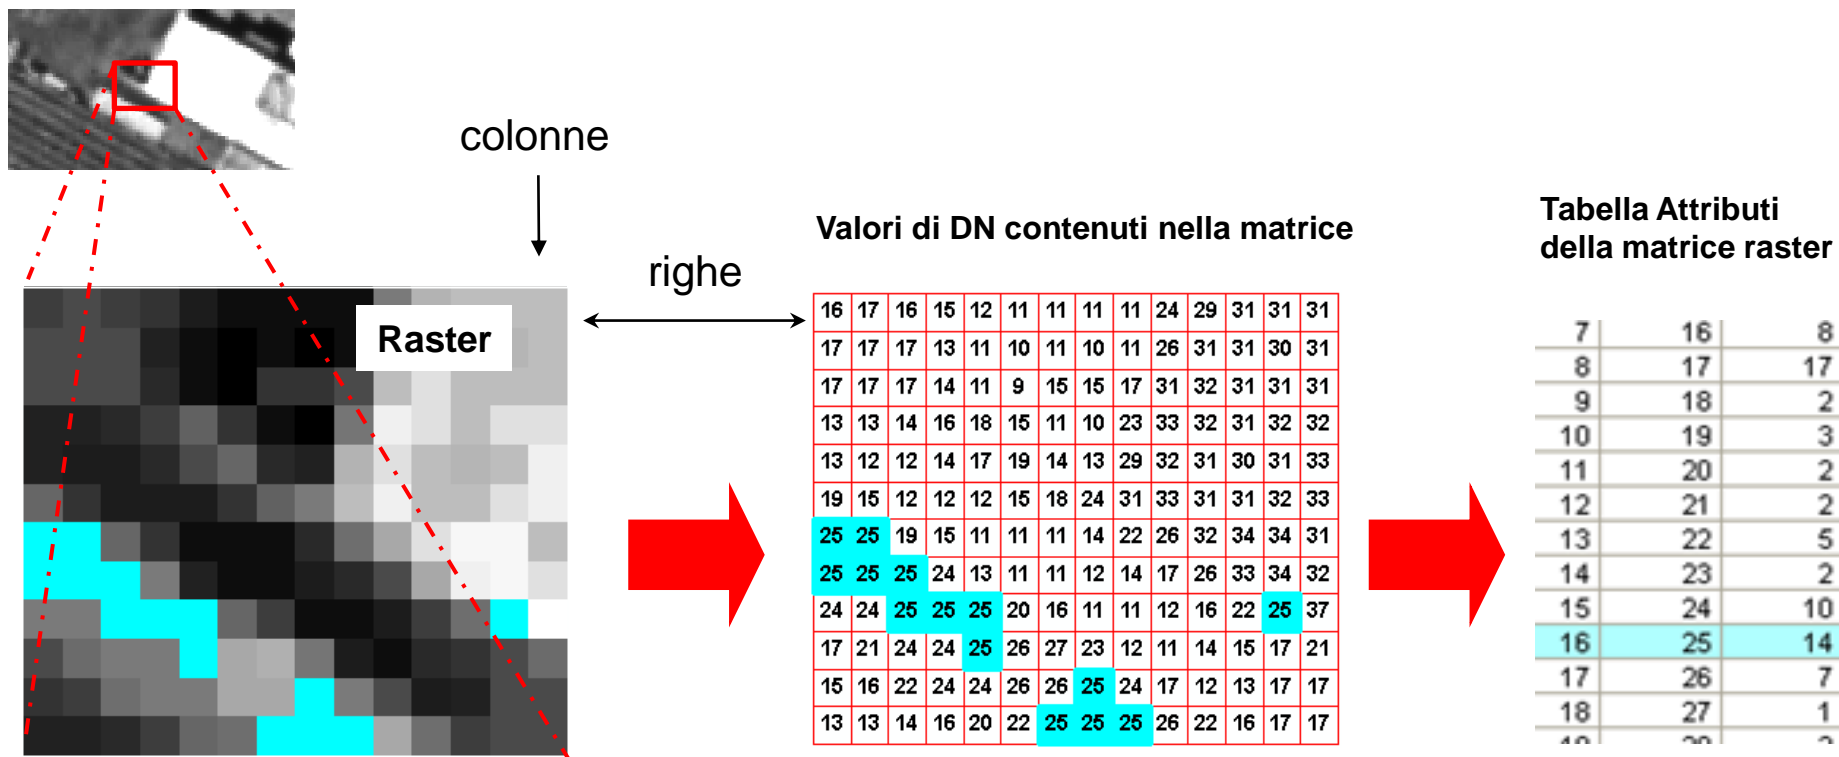 colonne
righe
Raster
Valori di DN contenuti nella matrice
16 17 16 15 12 11 11 11 11 24 29 31 31 31
17 17 17 13 11 10 11 10 11 26 31 31 30 31
17 17 17 14 11 9 15 15 17 31 32 31 31 31
13 13 14 16 18 15 11 10 23 33 32 31 32 32
13 12 12 14 17 19 14 13 29 32 31 30 31 33
19 15 12 12 12 15 18 24 31 33 31 31 32 33
25 25 19 15 11 11 11 14 22 26 32 34 34 31
25 25 25 24 13 11 11 12 14 17 26 33 34 32
24 24 25 25 25 20 16 11 11 12 16 22 25 37
17 21 24 24 25 26 27 23 12 11 14 15 17 21
15 16 22 24 24 26 26 25 24 17 12 13 17 17
13 13 14 16 20 22 25 25 25 26 22 16 17 17
Tabella Attributi
della matrice raster
7 16 8
8 17 17
9 18 2
10 19 3
11 20 2
12 21 2
13 22 5
14 23 2
15 24 10
16 25 14
17 26 7
18 27 1